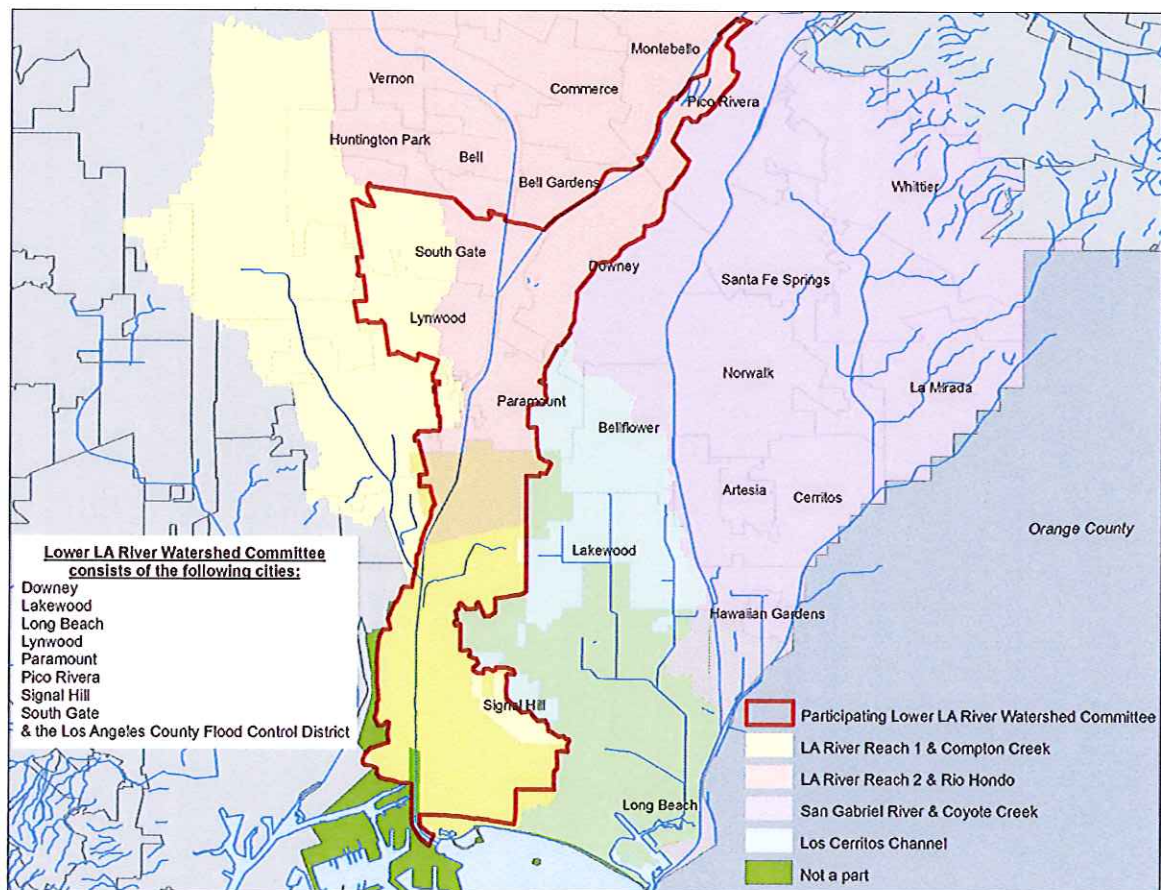 Montebello
Vernon
Commerce
Pico Rivera
Huntington Park
Bell
Bell Gardens
Whittier
South Gate
Downey
Santa Fe Springs
Lynwood
Norwalk
La Mirada
Paramount
Bellflower
Artesia
Cerritos
Orange County
Lakewood
Hawaiian Gardens
Signal Hill
Long Beach
Lower LA River Watershed Committee
consists of the following cities:
Downey
Lakewood
Long Beach
Lynwood
Paramount
Pico Rivera
Signal Hill
South Gate
& the Los Angeles County Flood Control District
Participating Lower LA River Watershed Committee
LA River Reach 1 & Compton Creek
LA River Reach 2 & Rio Hondo
San Gabriel River & Coyote Creek
Los Cerritos Channel
Not a part